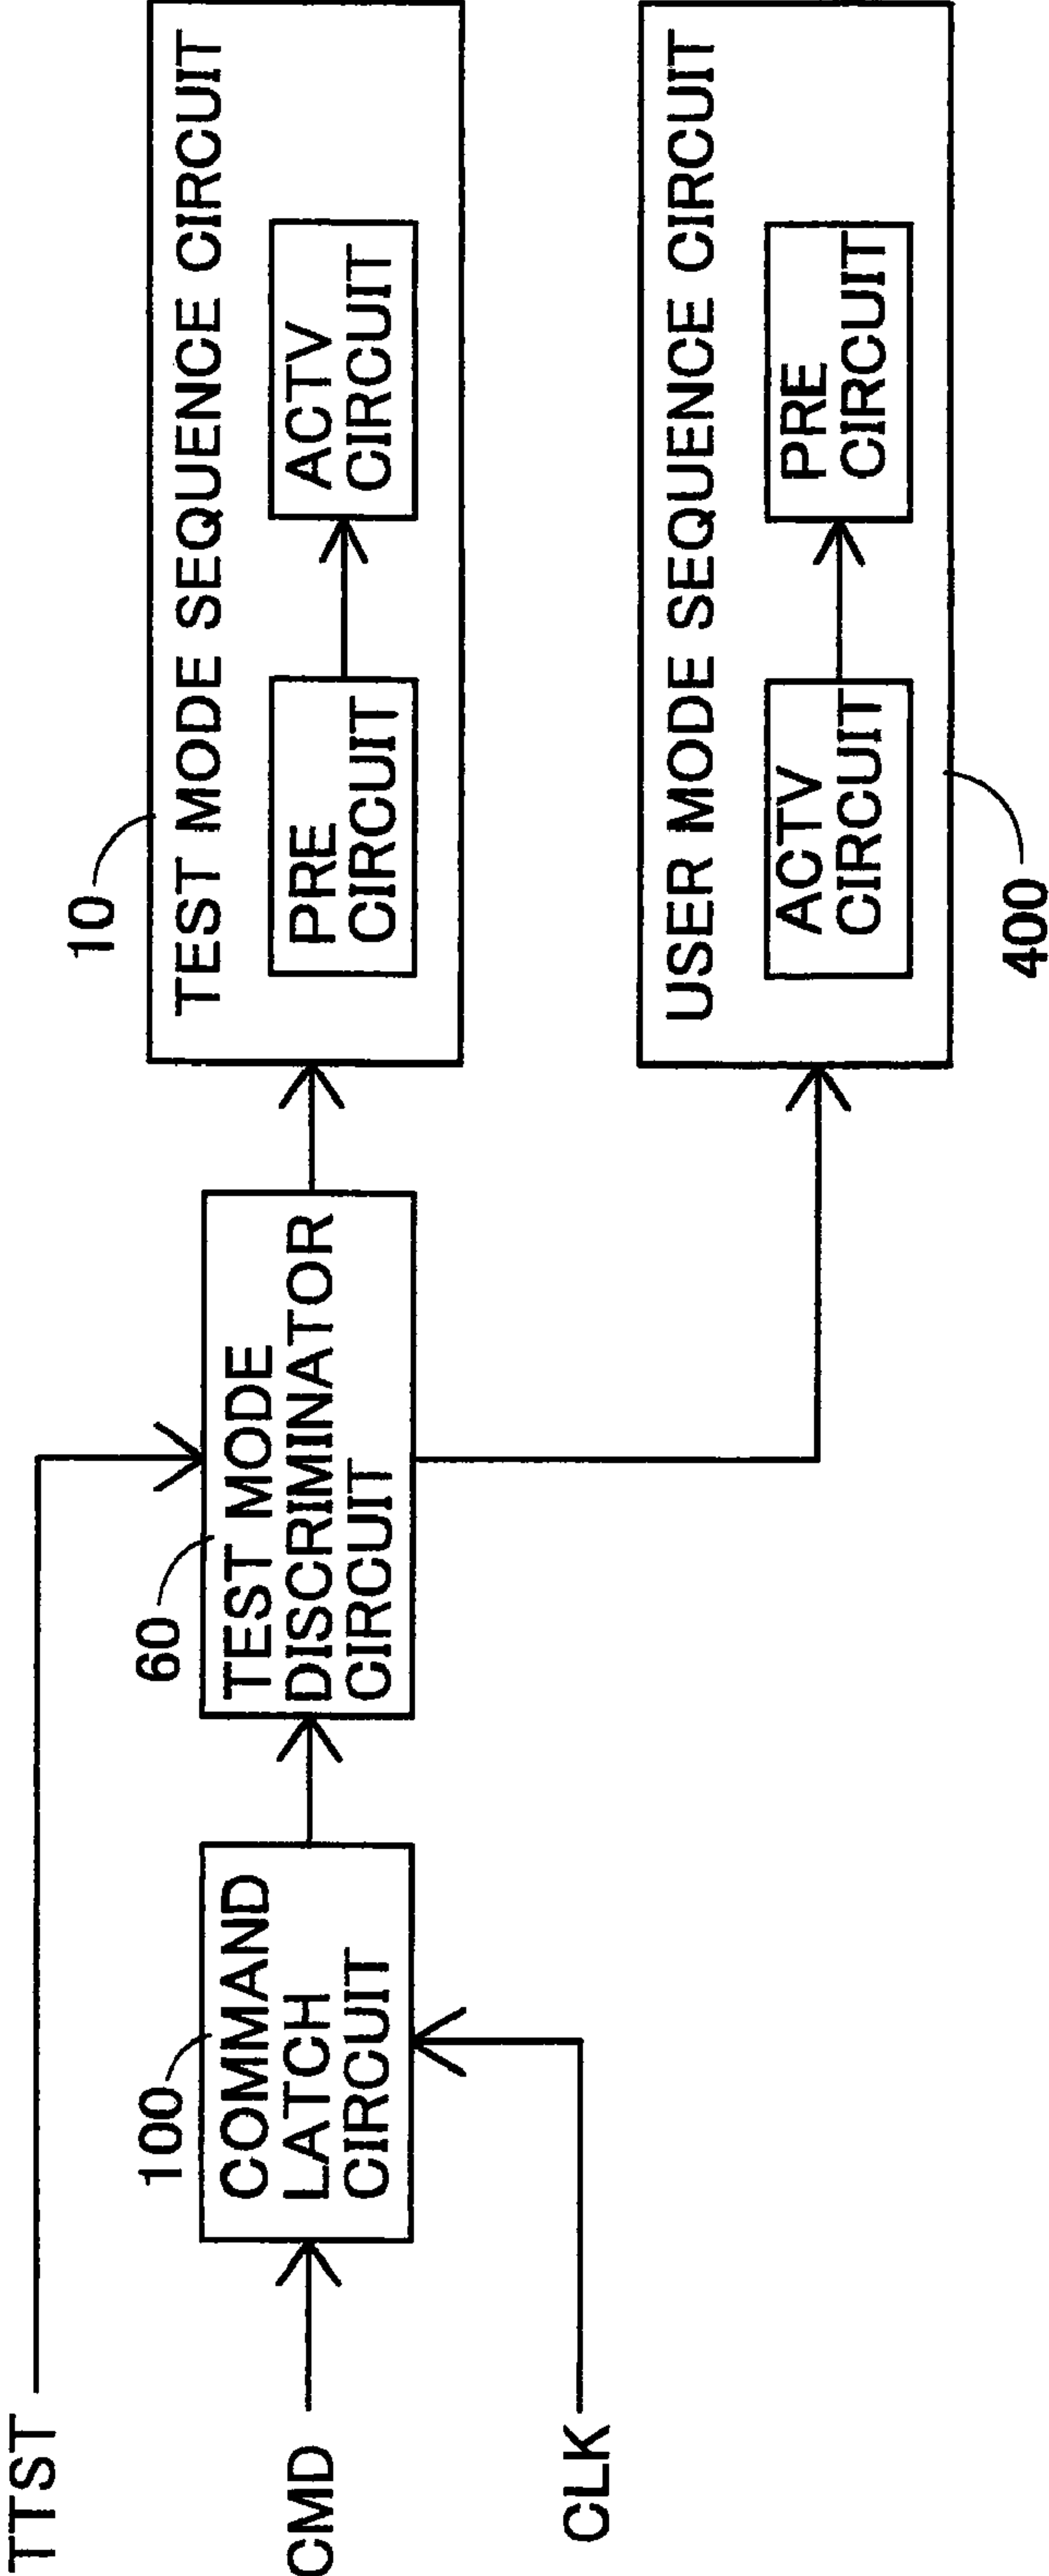 TTST
CMD
CLK
100
COMMAND
LATCH
CIRCUIT
60
TEST MODE
DISCRIMINATOR
CIRCUIT
10
TEST MODE SEQUENCE CIRCUIT
PRE
CIRCUIT
ACTV
CIRCUIT
USER MODE SEQUENCE CIRCUIT
ACTV
CIRCUIT
PRE
CIRCUIT
400